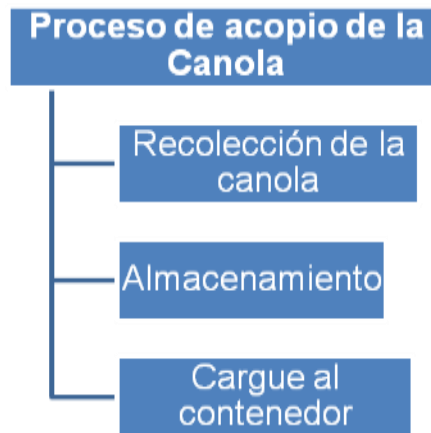 Proceso de acopio de la
Canola
Recolección de la
canola
Almacenamiento
Cargue al
contenedor